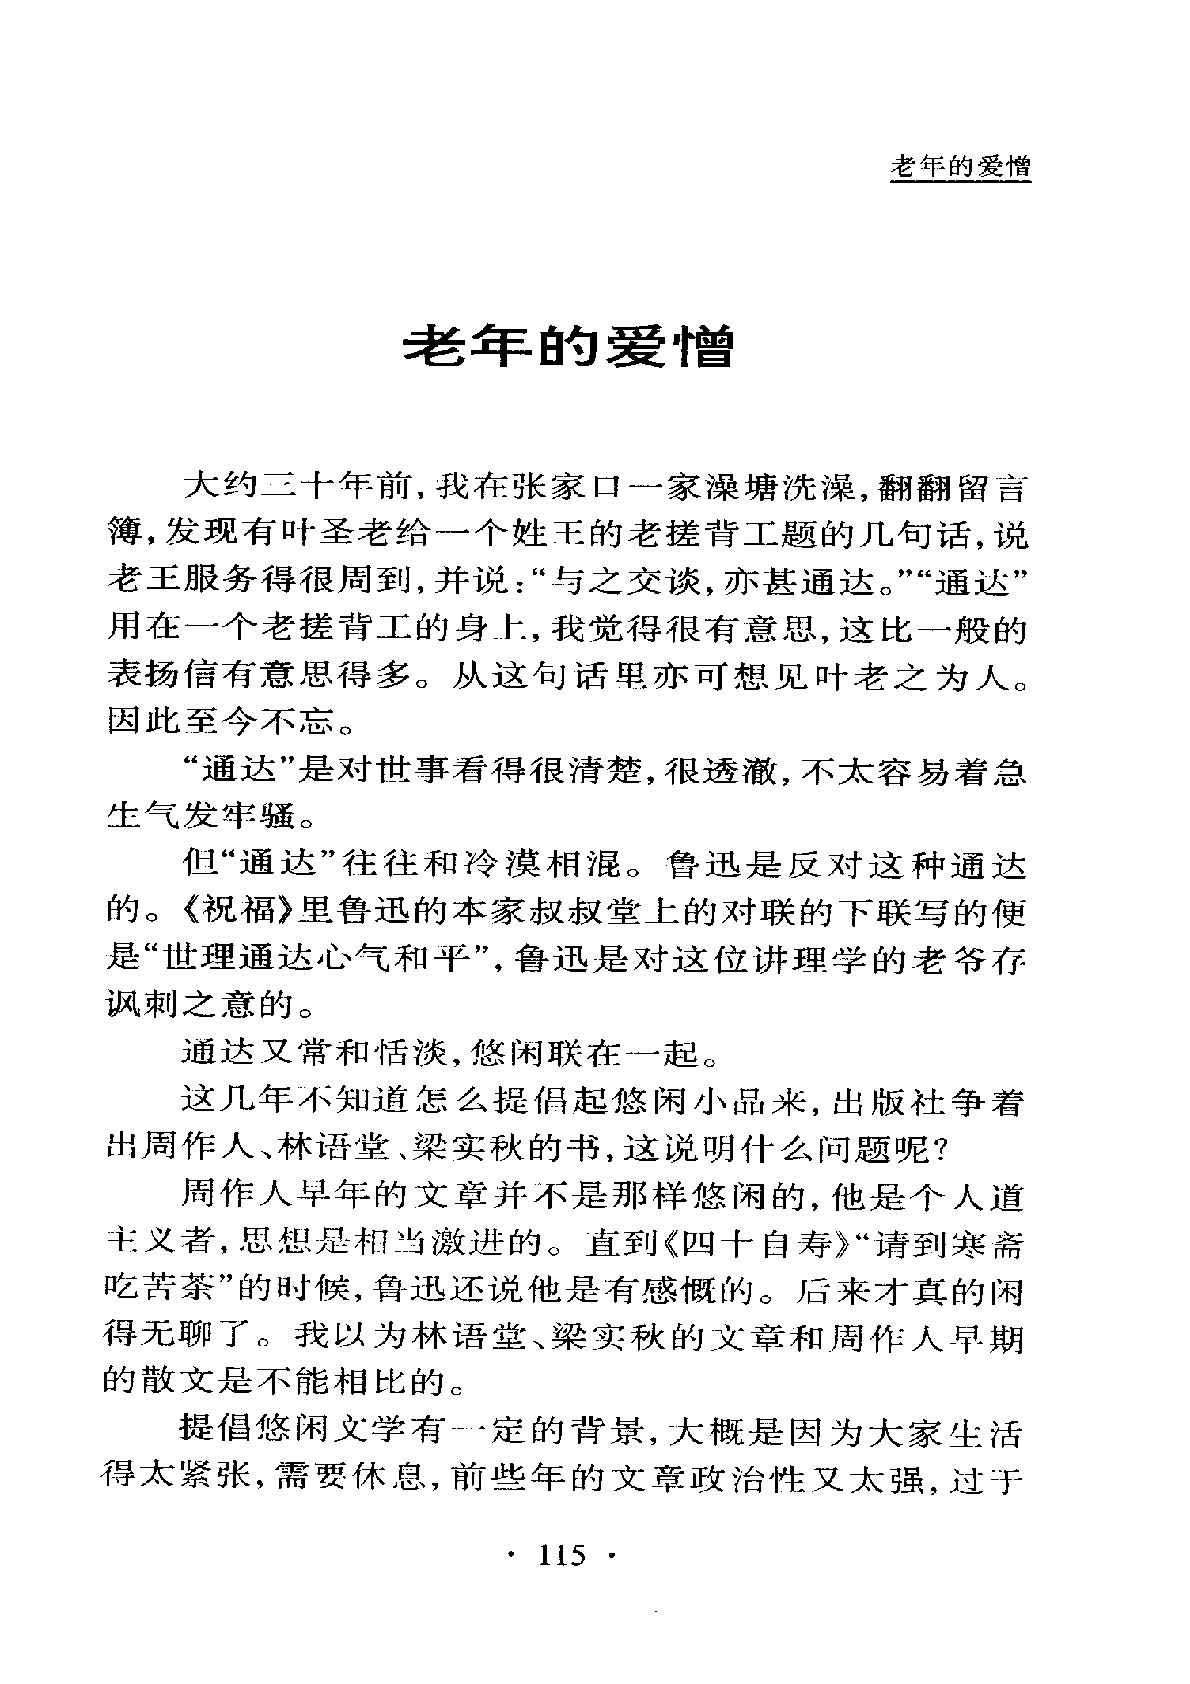 老年的爱憎
老年的爱憎
大约三十年前,我在张家口一家澡塘洗澡,翻翻留言
簿,发现有叶圣老给一个姓王的老搓背工题的几句话,说
老王服务得很周到,并说:“与之交谈,亦甚通达。”“通达”
用在一个老搓背工的身上,我觉得很有意思,这比一般的
表扬信有意思得多。从这句话里亦可想见叶老之为人。
因此至今不忘。
“通达”是对世事看得很清楚,很透澈,不太容易着急
生气发牢骚。
但“通达”往往和冷漠相混。鲁迅是反对这种通达
的。《祝福》里鲁迅的本家叔叔堂上的对联的下联写的便
是“世理通达心气和平”,鲁迅是对这位讲理学的老爷存
讽刺之意的。
通达又常和恬淡,悠闲联在一起。
这几年不知道怎么提倡起悠闲小品来,出版社争着
出周作人、林语堂、梁实秋的书,这说明什么问题呢?
周作人早年的文章并不是那样悠闲的,他是个人道
主义者,思想是相当激进的。直到《四十自寿》“请到寒斋
吃苦茶”的时候,鲁迅还说他是有感慨的。后来才真的闲
得无聊了。我以为林语堂、梁实秋的文章和周作人早期
的散文是不能相比的。
提倡悠闲文学有一定的背景,大概是因为大家生活
得太紧张,需要休息,前些年的文章政治性又太强,过于
· 115 ·